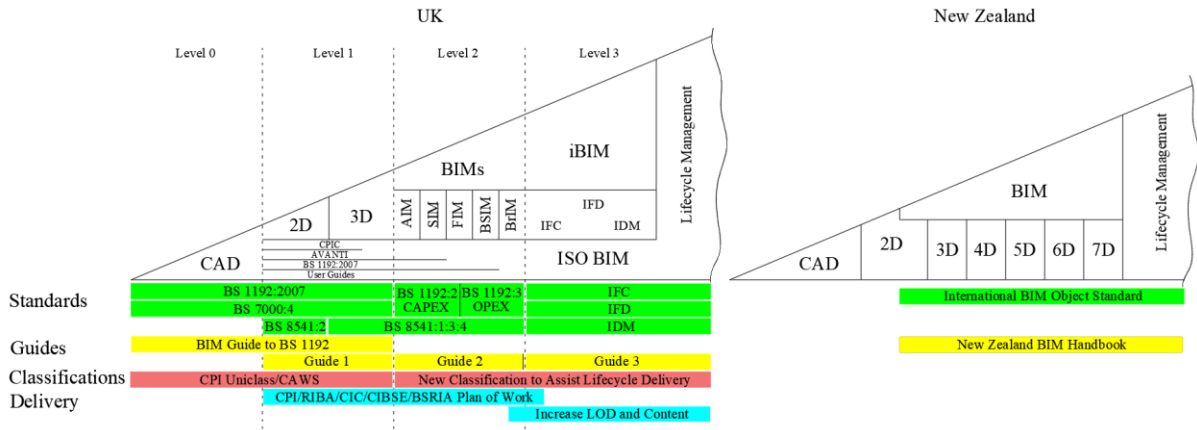 UK
New Zealand
Level 0
Level 1
Level 2
Level 3
Lifecycle Management
iBIM
BIMs
IFD
IFC
IDM
AIM
SIM
FIM
BSIM
BrIM
2D
3D
CPIC
AVANTI
BS 1192:2007
User Guides
CAD
ISO BIM
Lifecycle Management
BIM
CAD
2D
3D
4D
5D
6D
7D
Standards
BS 1192:2007
BS 1192:2
CAPEX
BS 1192:3
OPEX
IFC
BS 7000:4
IFD
BS 8541:2
BS 8541:1:3:4
IDM
International BIM Object Standard
Guides
BIM Guide to BS 1192
Guide 1
Guide 2
Guide 3
New Zealand BIM Handbook
Classifications
CPI Uniclass/CAWS
New Classification to Assist Lifecycle Delivery
Delivery
CPI/RIBA/CIC/CIBSE/BSRIA Plan of Work
Increase LOD and Content